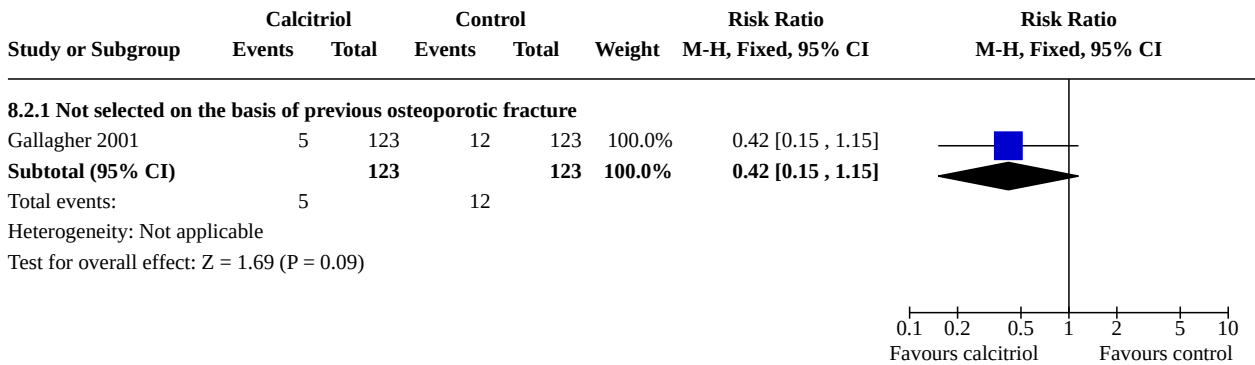 Calcitriol Control Risk Ratio Risk Ratio
Study or Subgroup Events Total Events Total Weight M-H, Fixed, 95% CI M-H, Fixed, 95% CI
8.2.1 Not selected on the basis of previous osteoporotic fracture
Gallagher 2001 5 123 12 123 100.0% 0.42 [0.15 , 1.15]
Subtotal (95% CI) 123 123 100.0% 0.42 [0.15 , 1.15]
Total events: 5 12
Heterogeneity: Not applicable
Test for overall effect: Z = 1.69 (P = 0.09)
0.1 0.2 0.5 1 2 5 10
Favours calcitriol Favours control